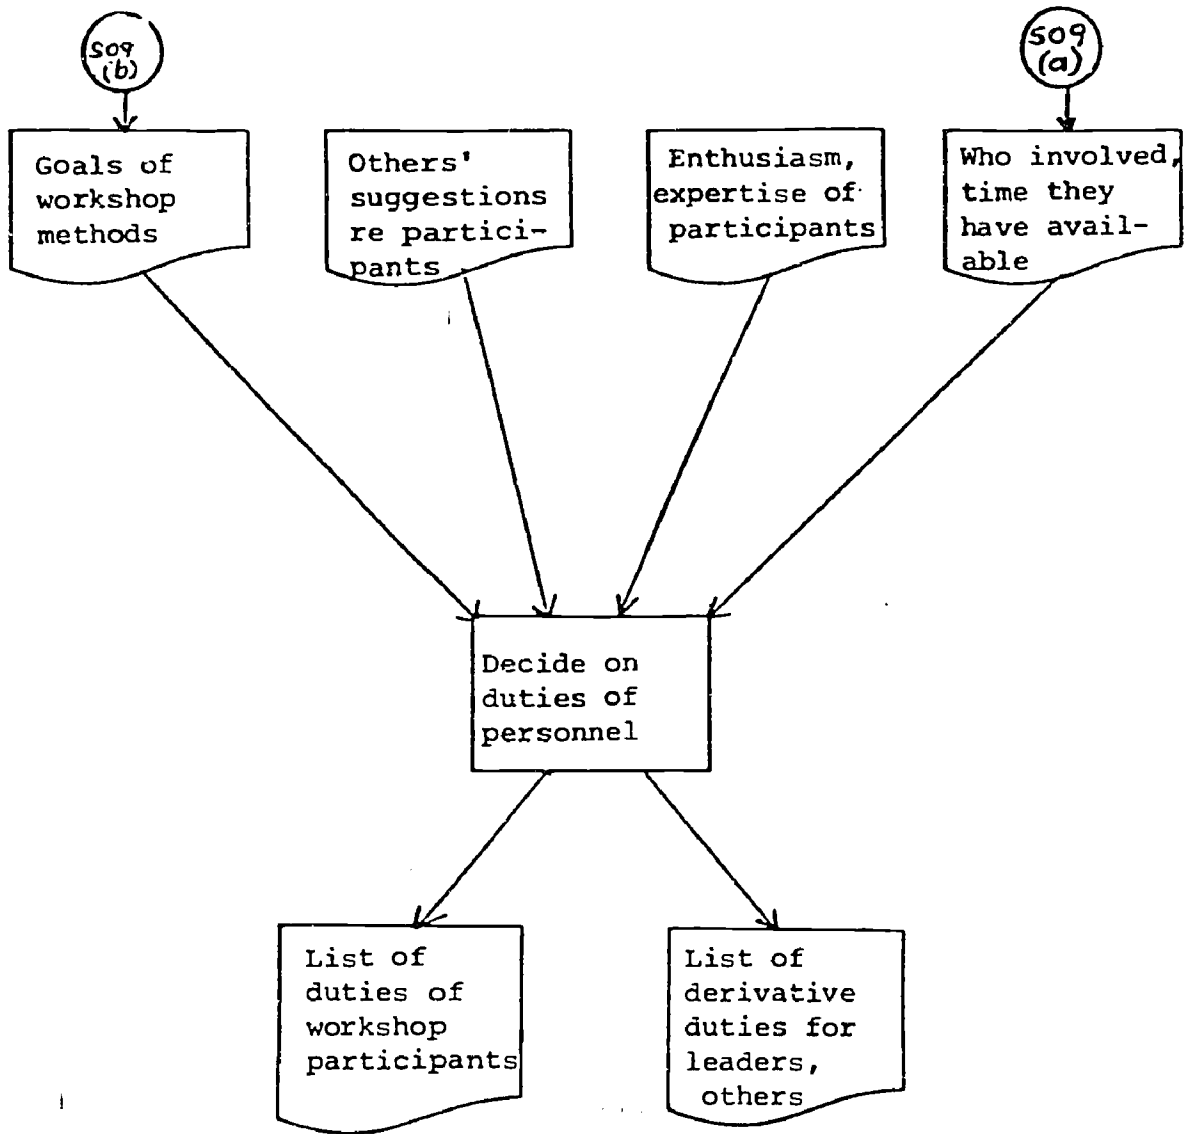 509
(b)
509
(a)
Goals of
workshop
methods
Others'
suggestions
re partici-
pants
Enthusiasm,
expertise of
participants
Who involved,
time they
have avail-
able
Decide on
duties of
personnel
List of
duties of
workshop
participants
List of
derivative
duties for
leaders,
others